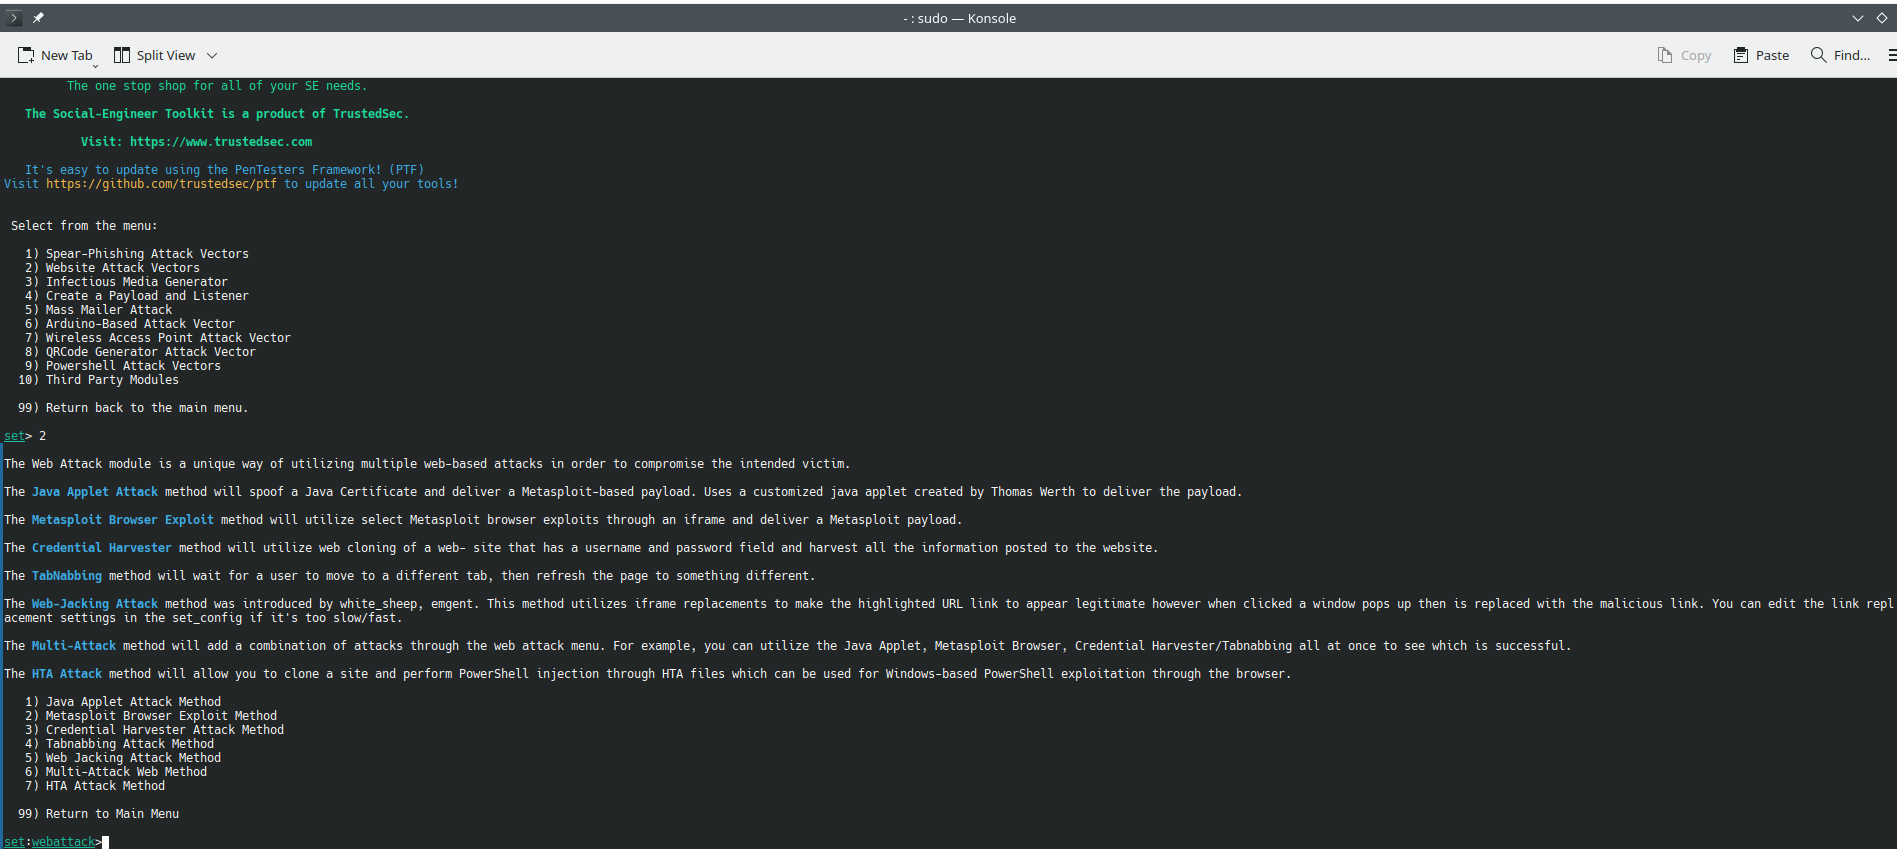 - : sudo — Konsole
New Tab Split View Copy Paste Find...
The one stop shop for all of your SE needs.
The Social-Engineer Toolkit is a product of TrustedSec.
Visit: https://www.trustedsec.com
It's easy to update using the PenTesters Framework! (PTF)
Visit https://github.com/trustedsec/ptf to update all your tools!
Select from the menu:
1) Spear-Phishing Attack Vectors
2) Website Attack Vectors
3) Infectious Media Generator
4) Create a Payload and Listener
5) Mass Mailer Attack
6) Arduino-Based Attack Vector
7) Wireless Access Point Attack Vector
8) QRCode Generator Attack Vector
9) Powershell Attack Vectors
10) Third Party Modules
99) Return back to the main menu.
set> 2
The Web Attack module is a unique way of utilizing multiple web-based attacks in order to compromise the intended victim.
The Java Applet Attack method will spoof a Java Certificate and deliver a Metasploit-based payload. Uses a customized java applet created by Thomas Werth to deliver the payload.
The Metasploit Browser Exploit method will utilize select Metasploit browser exploits through an iframe and deliver a Metasploit payload.
The Credential Harvester method will utilize web cloning of a web- site that has a username and password field and harvest all the information posted to the website.
The TabNabbing method will wait for a user to move to a different tab, then refresh the page to something different.
The Web-Jacking Attack method was introduced by white_sheep, emgent. This method utilizes iframe replacements to make the highlighted URL link to appear legitimate however when clicked a window pops up then is replaced with the malicious link. You can edit the link repl
acement settings in the set_config if it's too slow/fast.
The Multi-Attack method will add a combination of attacks through the web attack menu. For example, you can utilize the Java Applet, Metasploit Browser, Credential Harvester/Tabnabbing all at once to see which is successful.
The HTA Attack method will allow you to clone a site and perform PowerShell injection through HTA files which can be used for Windows-based PowerShell exploitation through the browser.
1) Java Applet Attack Method
2) Metasploit Browser Exploit Method
3) Credential Harvester Attack Method
4) Tabnabbing Attack Method
5) Web Jacking Attack Method
6) Multi-Attack Web Method
7) HTA Attack Method
99) Return to Main Menu
set:webattack>